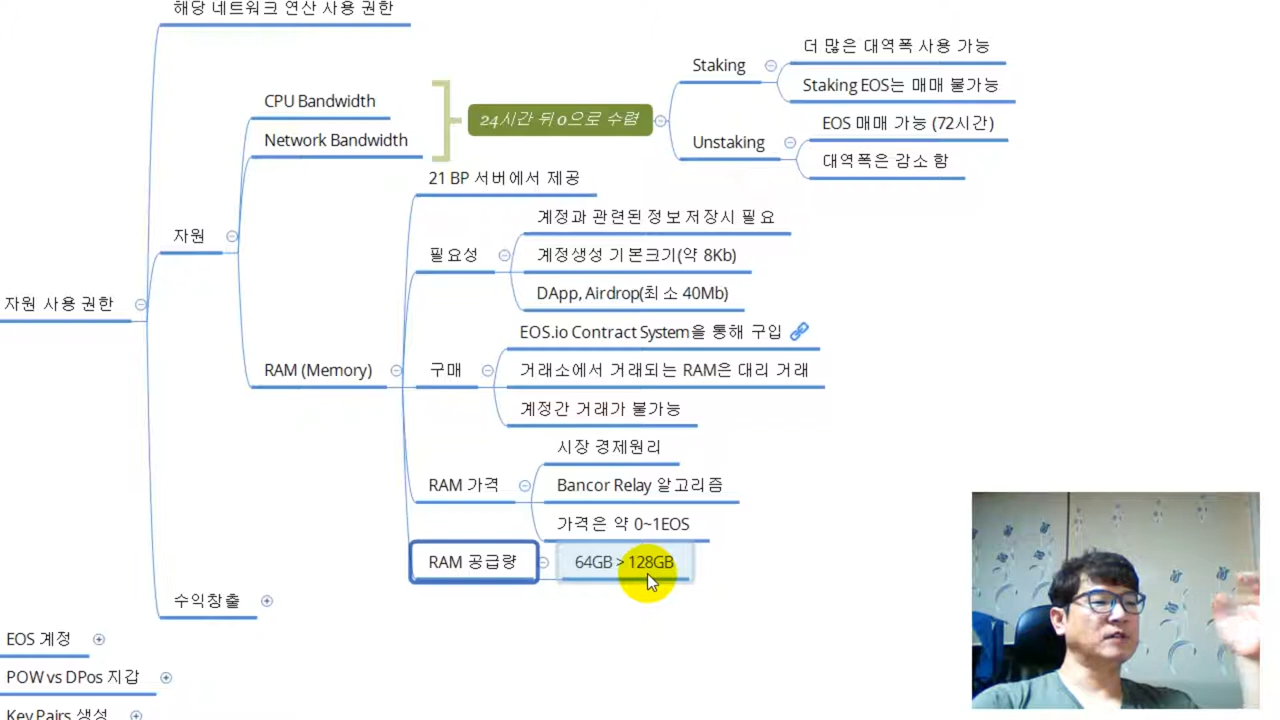 해당 네트워크 연산 사용 권한
더 많은 대역폭 사용 가능
Staking
Staking EOS는 매매 불가능
CPU Bandwidth
24시간 뒤 0으로 수렴
EOS 매매 가능 (72시간)
Network Bandwidth
Unstaking
대역폭은 감소 함
21 BP 서버에서 제공
계정과 관련된 정보 저장시 필요
자원
필요성
계정생성 기본크기(약 8Kb)
DApp, Airdrop(최소 40Mb)
자원 사용 권한
EOS.io Contract System을 통해 구입
RAM (Memory)
구매
거래소에서 거래되는 RAM은 대리 거래
계정간 거래가 불가능
시장 경제원리
RAM 가격
Bancor Relay 알고리즘
가격은 약 0~1EOS
RAM 공급량
64GB > 128GB
수익창출
EOS 계정
POW vs DPos 지갑
Key Pairs 생성